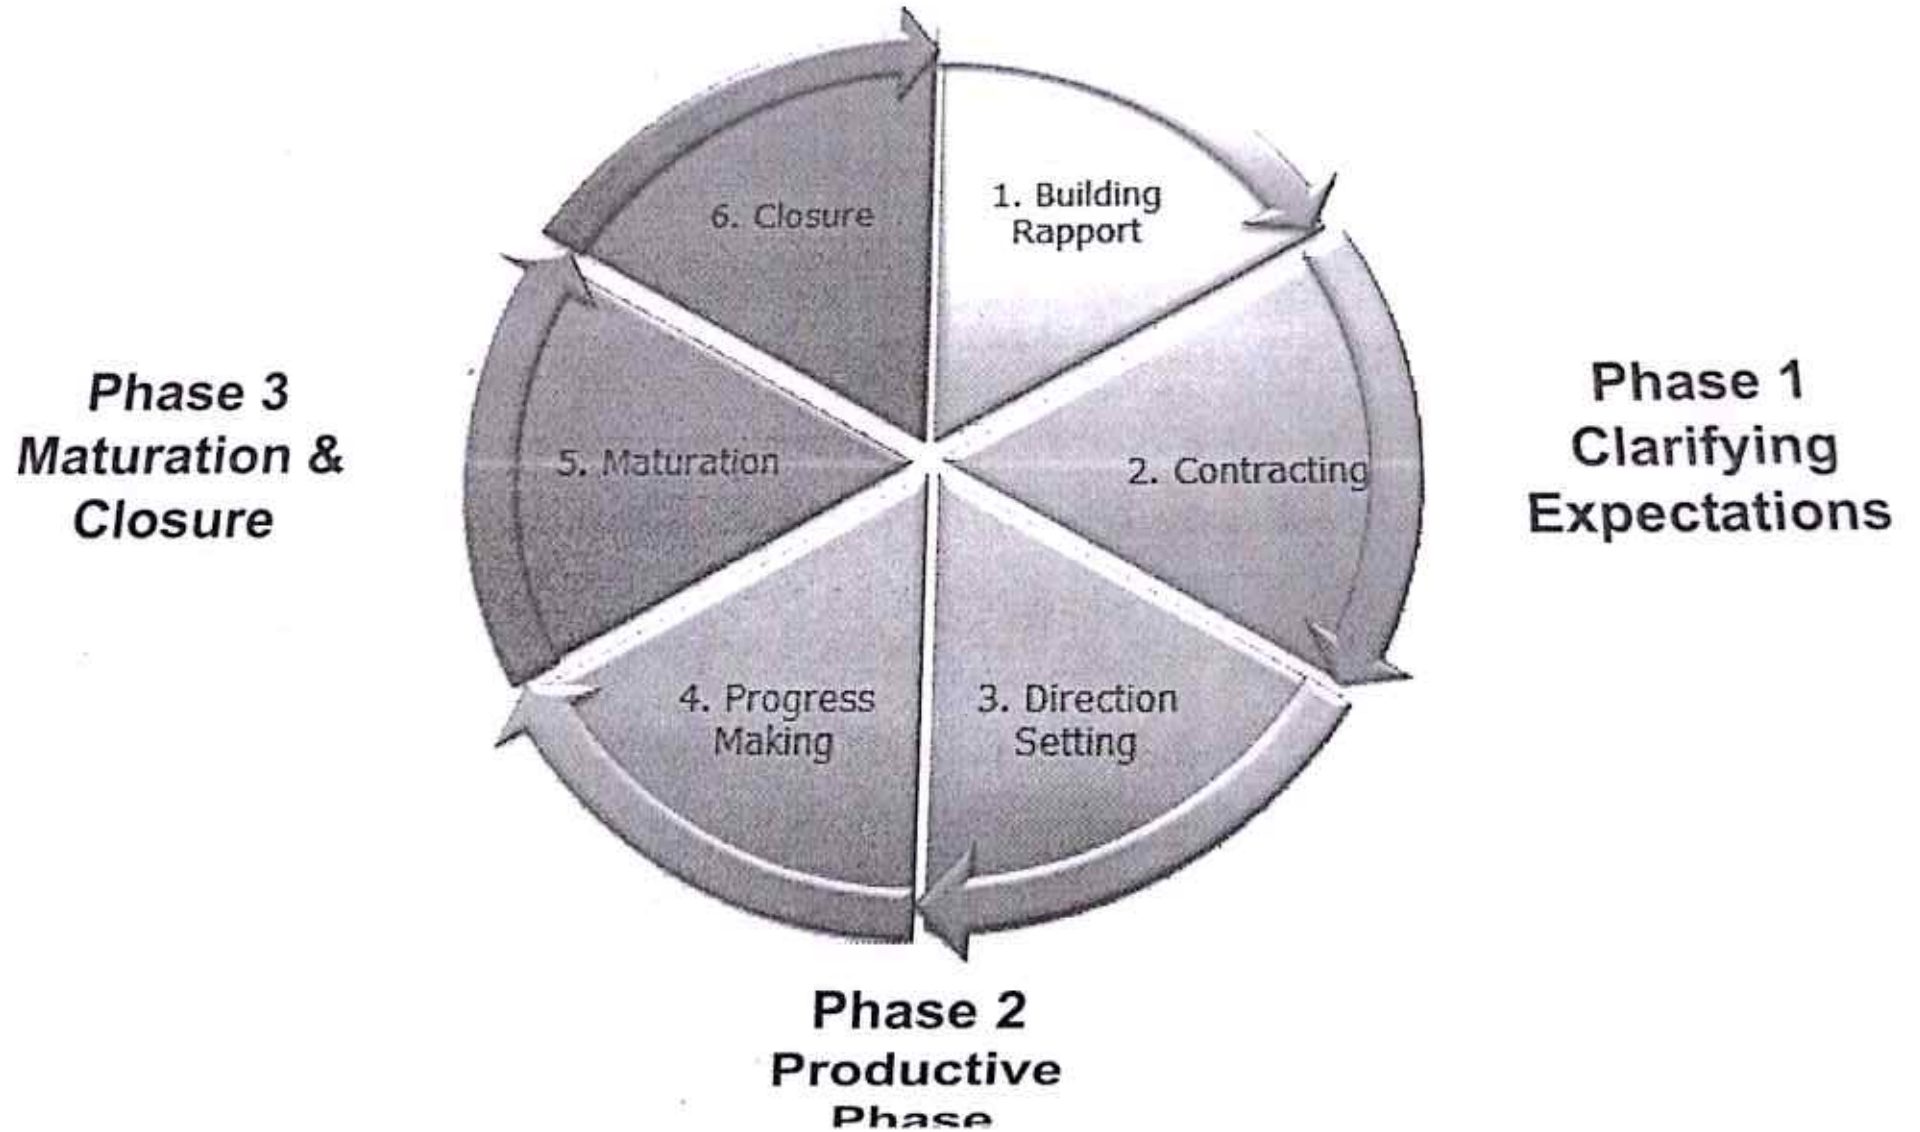 1. Building
Rapport
2. Contracting
3. Direction
Setting
4. Progress
Making
5. Maturation
6. Closure
Phase 1
Clarifying
Expectations
Phase 2
Productive
Phase
Phase 3
Maturation &
Closure